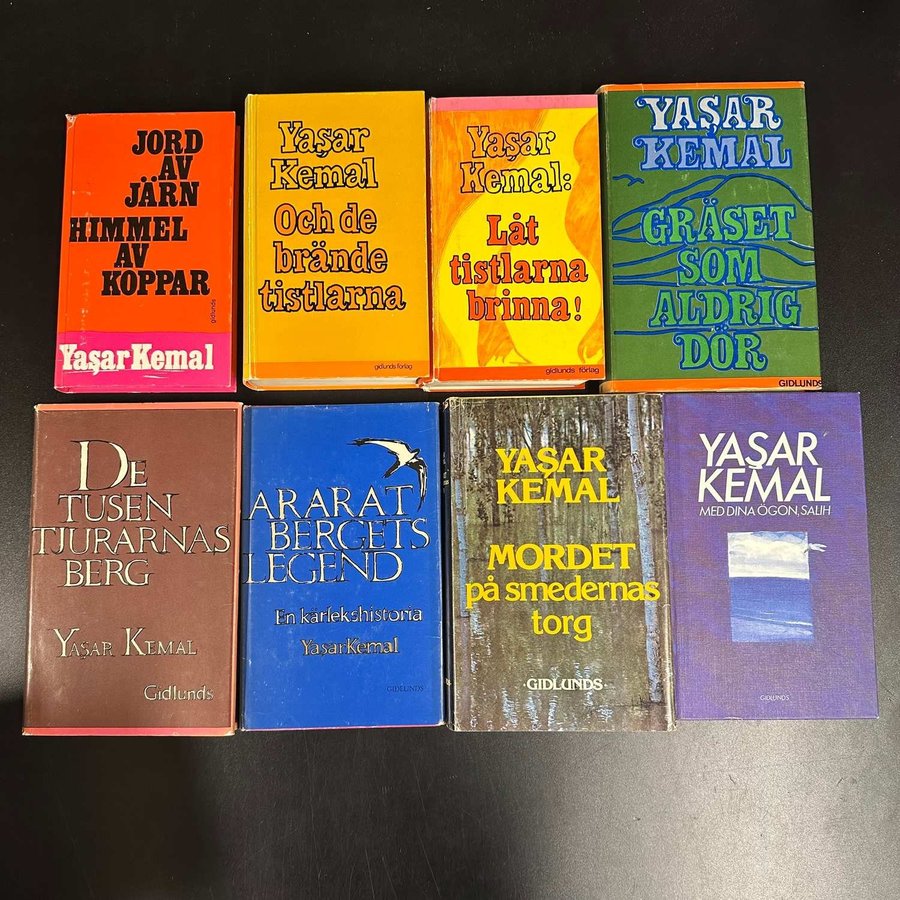 JORD
AV
JÄRN
HIMMEL
AV
KOPPAR
gidlunds
Yaşar Kemal
Yaşar
Kemal
Och de
brände
tistlarna
gidlunds förlag
Yaşar
Kemal:
Låt
tistlarna
brinna!
gidlunds förlag
YAŞAR
KEMAL
GRÄSET
SOM
ALDRIG
DÖR
GIDLUNDS
DE
TUSEN
TJURARNAS
BERG
YAŞAR KEMAL
Gidlunds
ARARAT
BERGETS
LEGEND
En kärlekshistoria
Yasar Kemal
GIDLUNDS
YAŞAR
KEMAL
MORDET
på smedernas
torg
·GIDLUNDS·
YAŞAR
KEMAL
MED DINA ÖGON, SALIH
GIDLUNDS